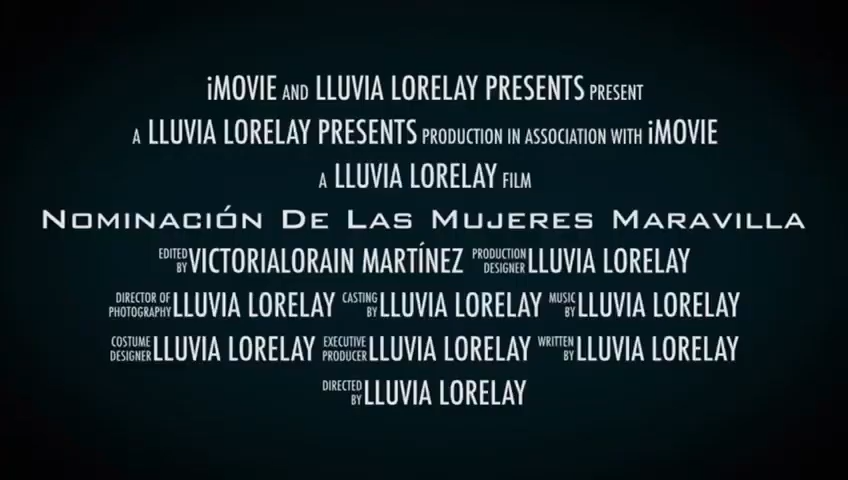 iMOVIE AND LLUVIA LORELAY PRESENTS PRESENT
A LLUVIA LORELAY PRESENTS PRODUCTION IN ASSOCIATION WITH iMOVIE
A LLUVIA LORELAY FILM
NOMINACIÓN DE LAS MUJERES MARAVILLA
EDITED BY VICTORIALORAIN MARTÍNEZ PRODUCTION DESIGNER LLUVIA LORELAY
DIRECTOR OF PHOTOGRAPHY LLUVIA LORELAY CASTING BY LLUVIA LORELAY MUSIC BY LLUVIA LORELAY
COSTUME DESIGNER LLUVIA LORELAY EXECUTIVE PRODUCER LLUVIA LORELAY WRITTEN BY LLUVIA LORELAY
DIRECTED BY LLUVIA LORELAY